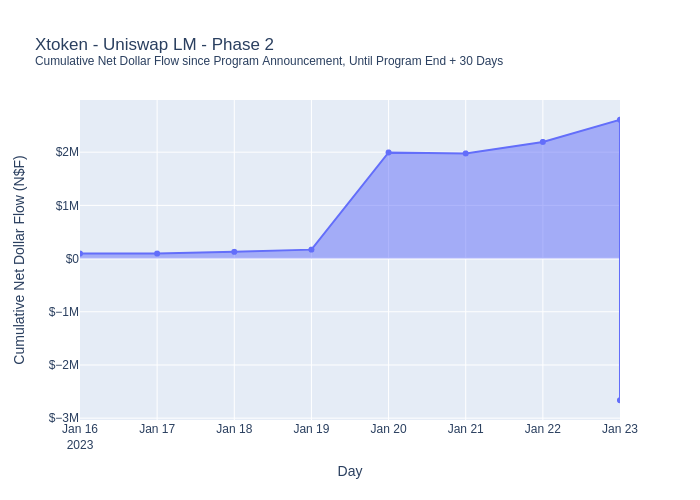 Xtoken - Uniswap LM - Phase 2
Cumulative Net Dollar Flow since Program Announcement, Until Program End + 30 Days
Cumulative Net Dollar Flow (N$F)
$2M
$1M
$0
$−1M
$−2M
$−3M
Jan 16
2023
Jan 17
Jan 18
Jan 19
Jan 20
Jan 21
Jan 22
Jan 23
Day